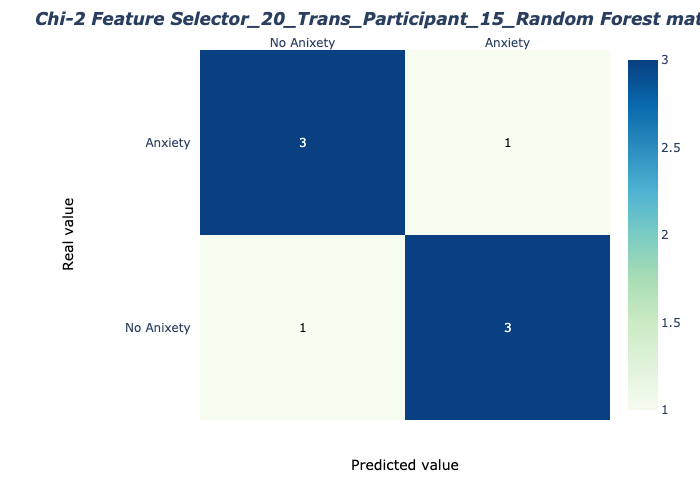 Chi-2 Feature Selector_20_Trans_Participant_15_Random Forest mat
No Anixety Anxiety
3
Anxiety 3 1
2.5
Real value
2
1.5
No Anixety 1 3
1
Predicted value